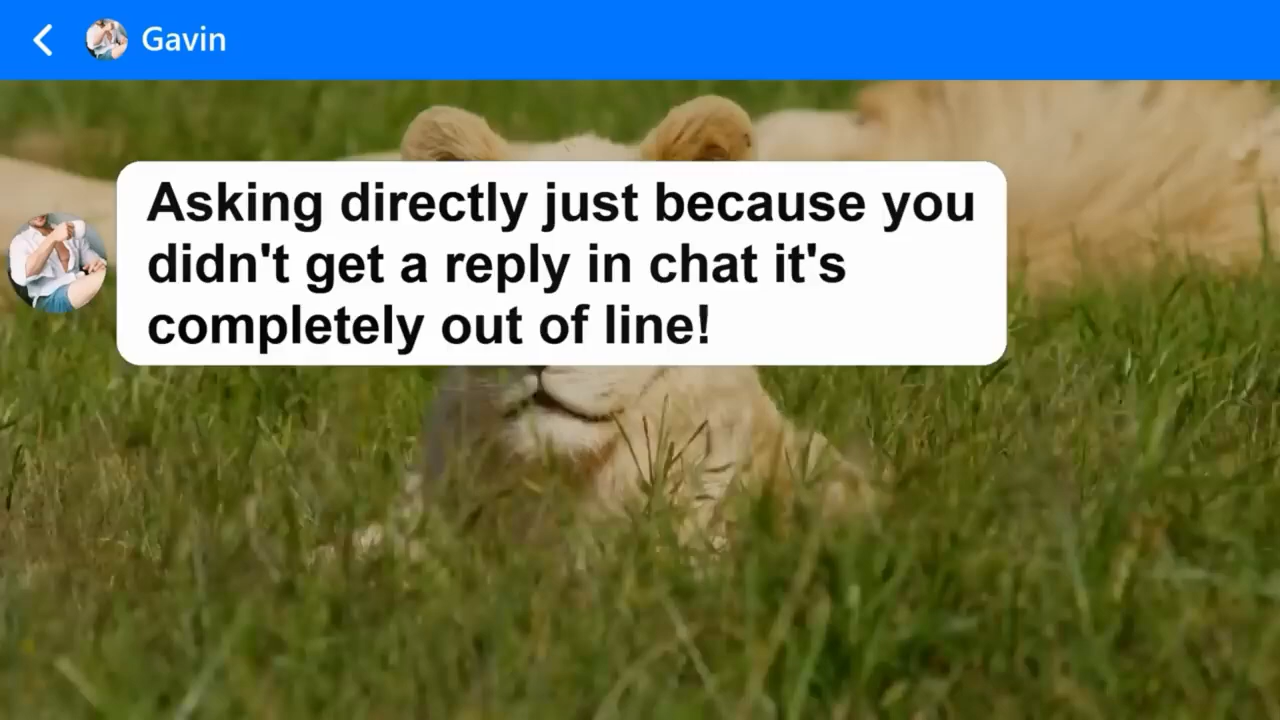 Gavin
Asking directly just because you
didn't get a reply in chat it's
completely out of line!